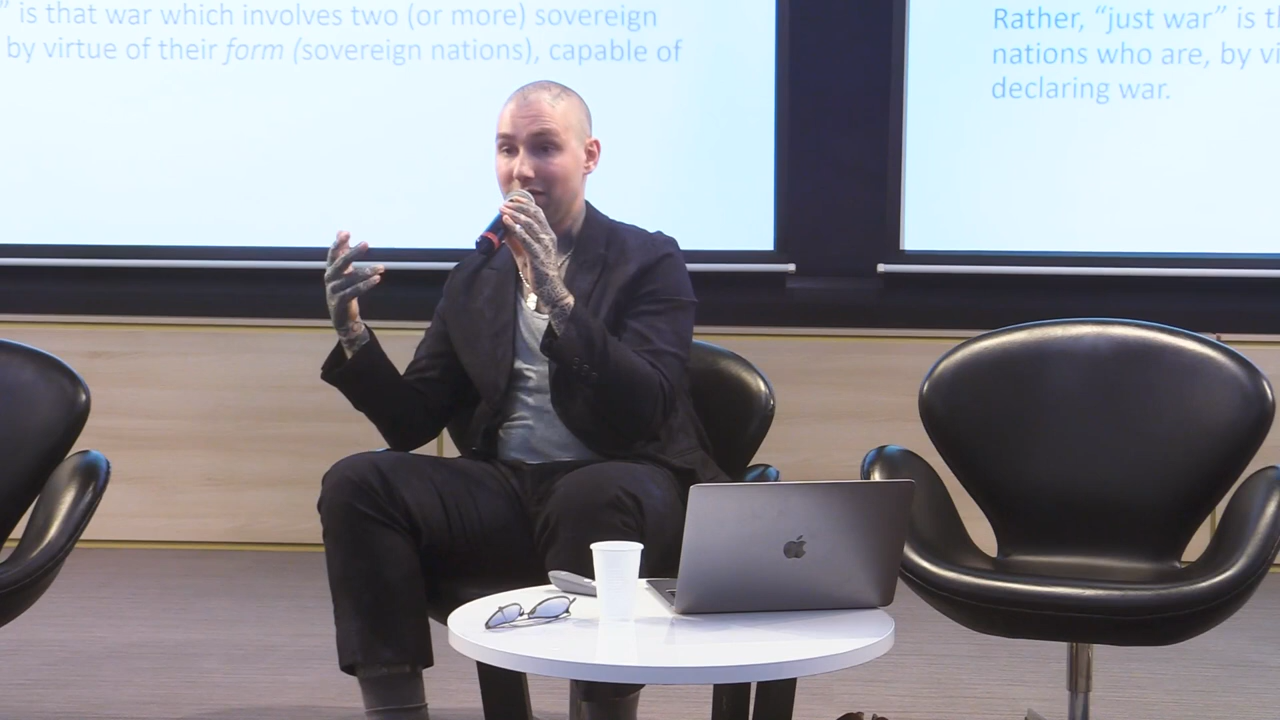 ” is that war which involves two (or more) sovereign
by virtue of their form (sovereign nations), capable of
Rather, “just war” is
nations who are, by
declaring war.